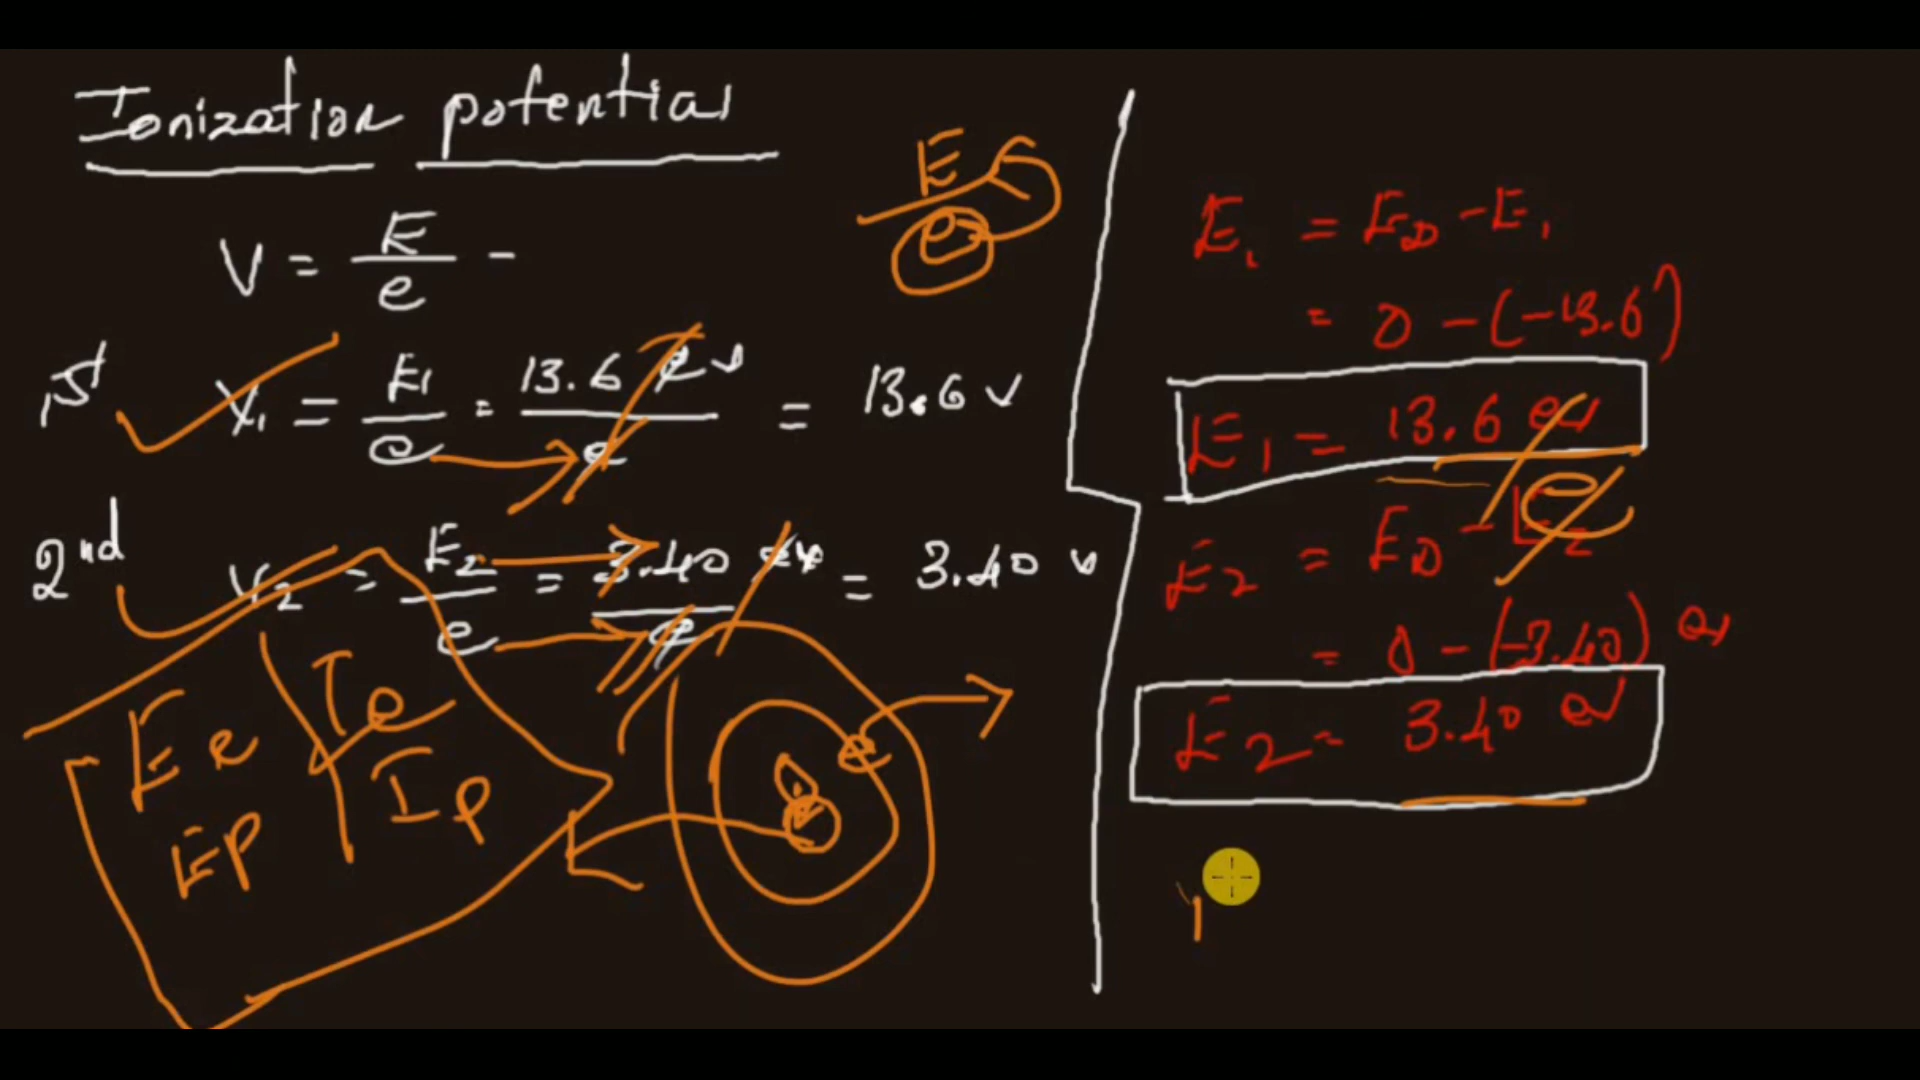 Ionization potential
V = E / e -
E / e
1st V1 = E1 / e = 13.6 ev / e = 13.6 v
2nd V2 = E2 / e = 3.40 ev / e = 3.40 v
Ee Ie
Ep Ip
E1 = E∞ - E1
= 0 - (-13.6)
E1 = 13.6 ev
e
E2 = E∞ - E2
= 0 - (-3.40) ev
E2 = 3.40 ev